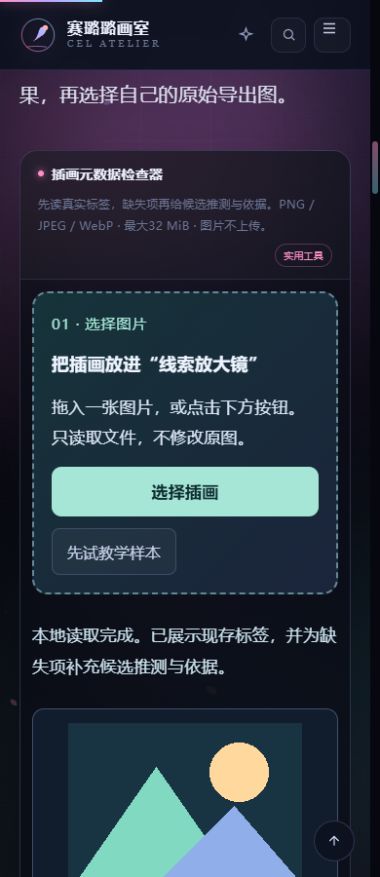 赛璐璐画室
CEL ATELIER
果，再选择自己的原始导出图。
插画元数据检查器
先读真实标签，缺失项再给候选推测与依据。PNG /
JPEG / WebP · 最大32 MiB · 图片不上传。
实用工具
01 · 选择图片
把插画放进“线索放大镜”
拖入一张图片，或点击下方按钮。
只读取文件，不修改原图。
选择插画
先试教学样本
本地读取完成。已展示现存标签，并为缺
失项补充候选推测与依据。